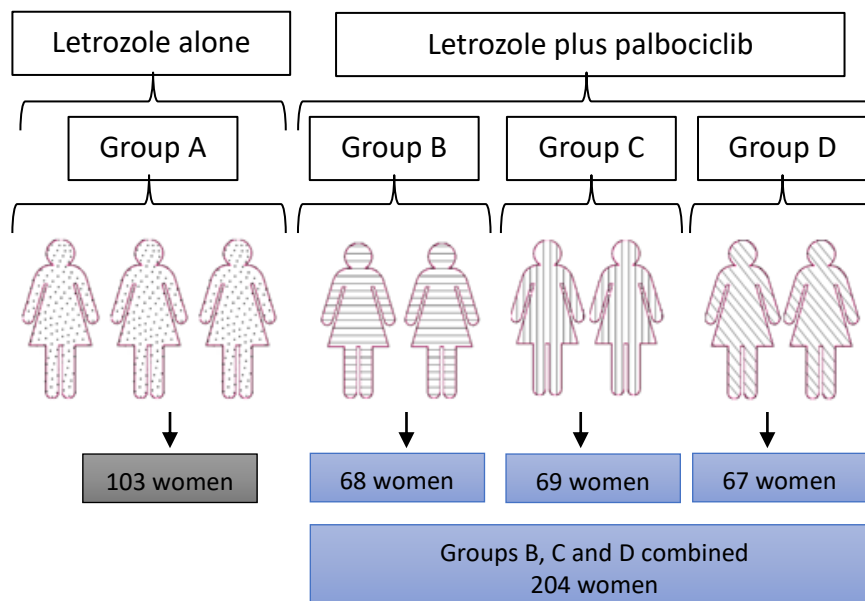 Letrozole alone
Letrozole plus palbociclib
Group A
Group B
Group C
Group D
103 women
68 women
69 women
67 women
Groups B, C and D combined
204 women